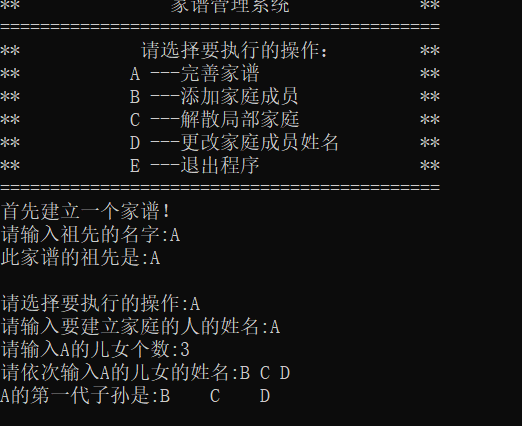 ** 家谱管理系统 **
============================================
** 请选择要执行的操作: **
** A ---完善家谱 **
** B ---添加家庭成员 **
** C ---解散局部家庭 **
** D ---更改家庭成员姓名 **
** E ---退出程序 **
============================================
首先建立一个家谱!
请输入祖先的名字:A
此家谱的祖先是:A
请选择要执行的操作:A
请输入要建立家庭的人的姓名:A
请输入A的儿女个数:3
请依次输入A的儿女的姓名:B C D
A的第一代子孙是:B C D